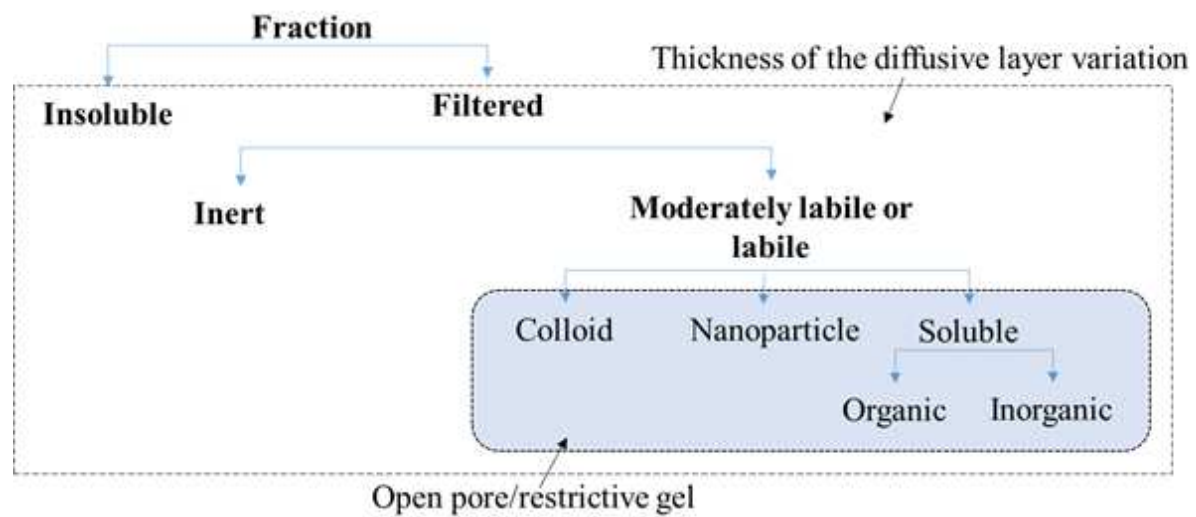 Fraction
Thickness of the diffusive layer variation
Insoluble
Filtered
Inert
Moderately labile or
labile
Colloid
Nanoparticle
Soluble
Organic
Inorganic
Open pore/restrictive gel